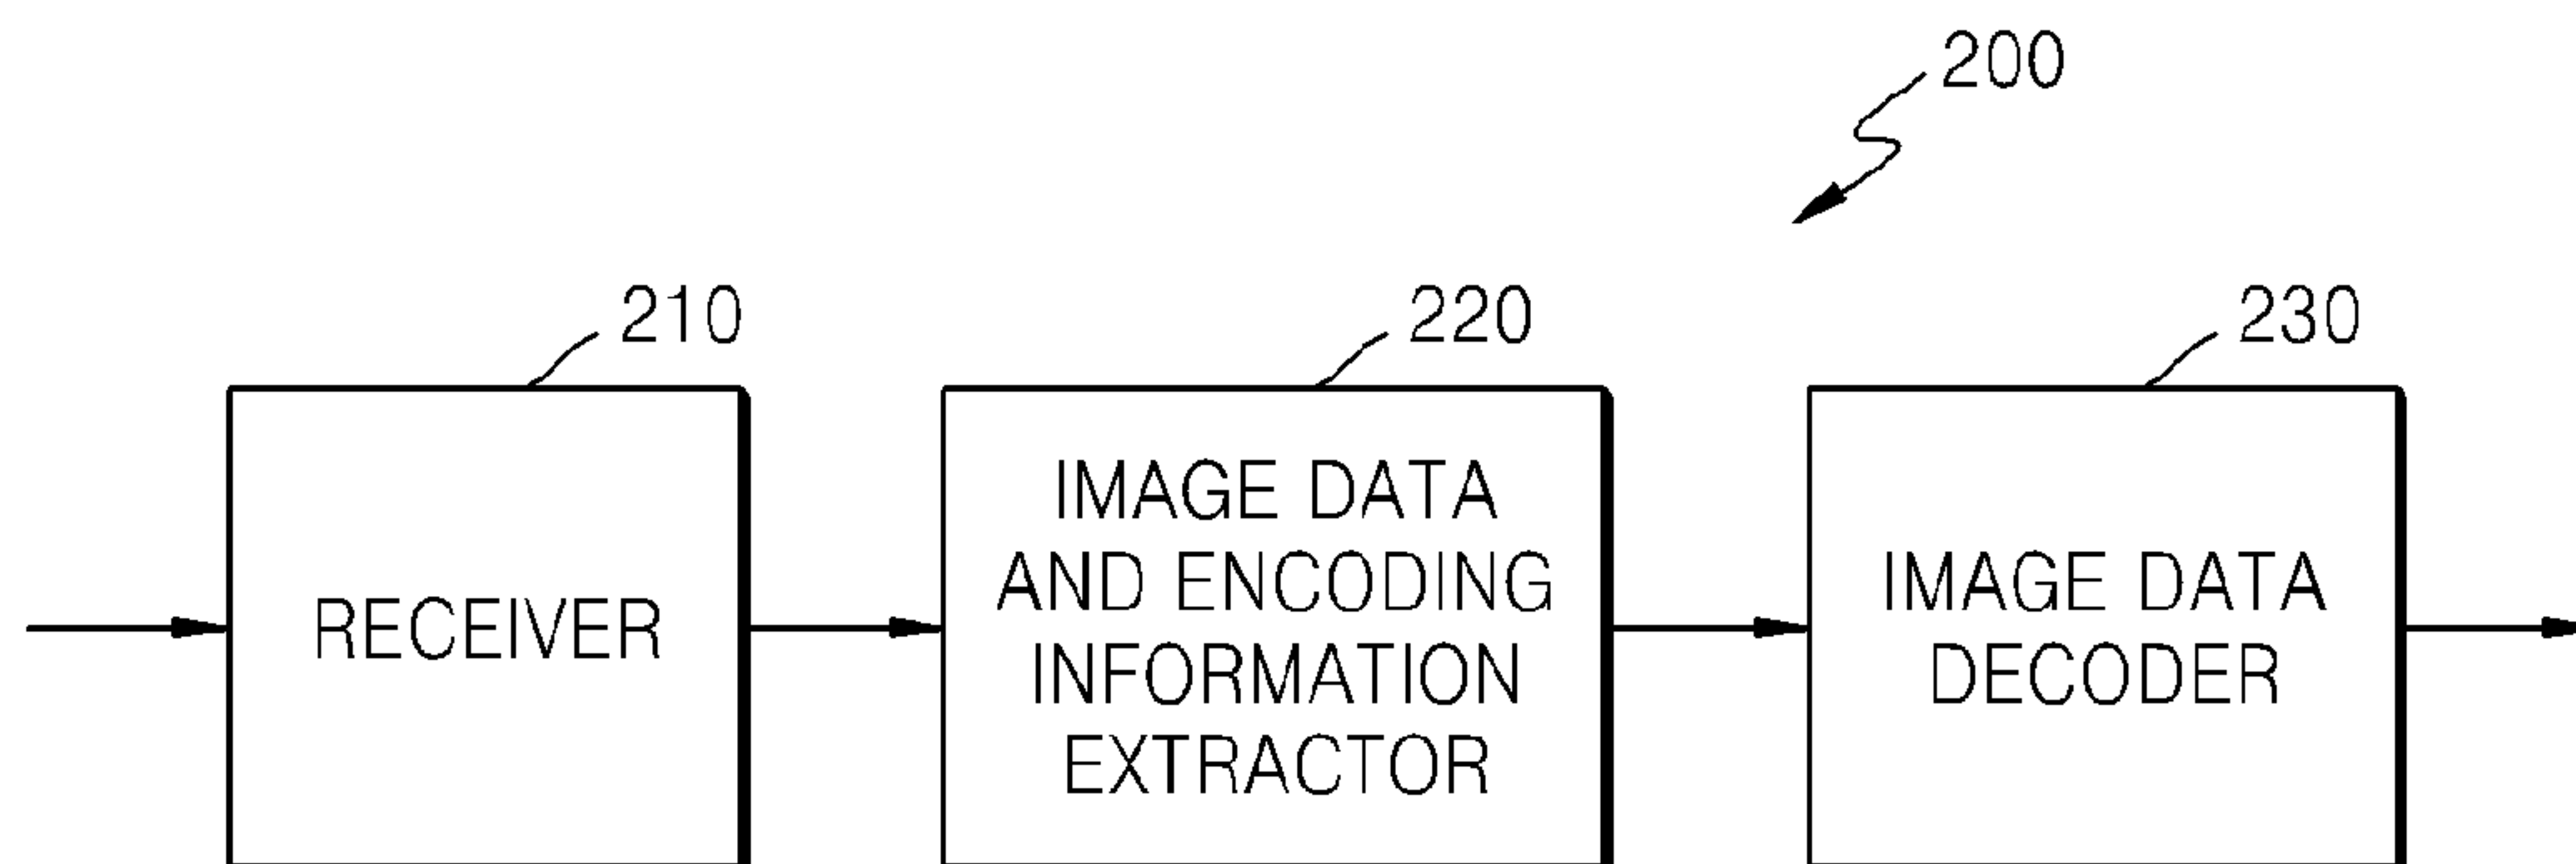 200
210
220
230
RECEIVER
IMAGE DATA
AND ENCODING
INFORMATION
EXTRACTOR
IMAGE DATA
DECODER